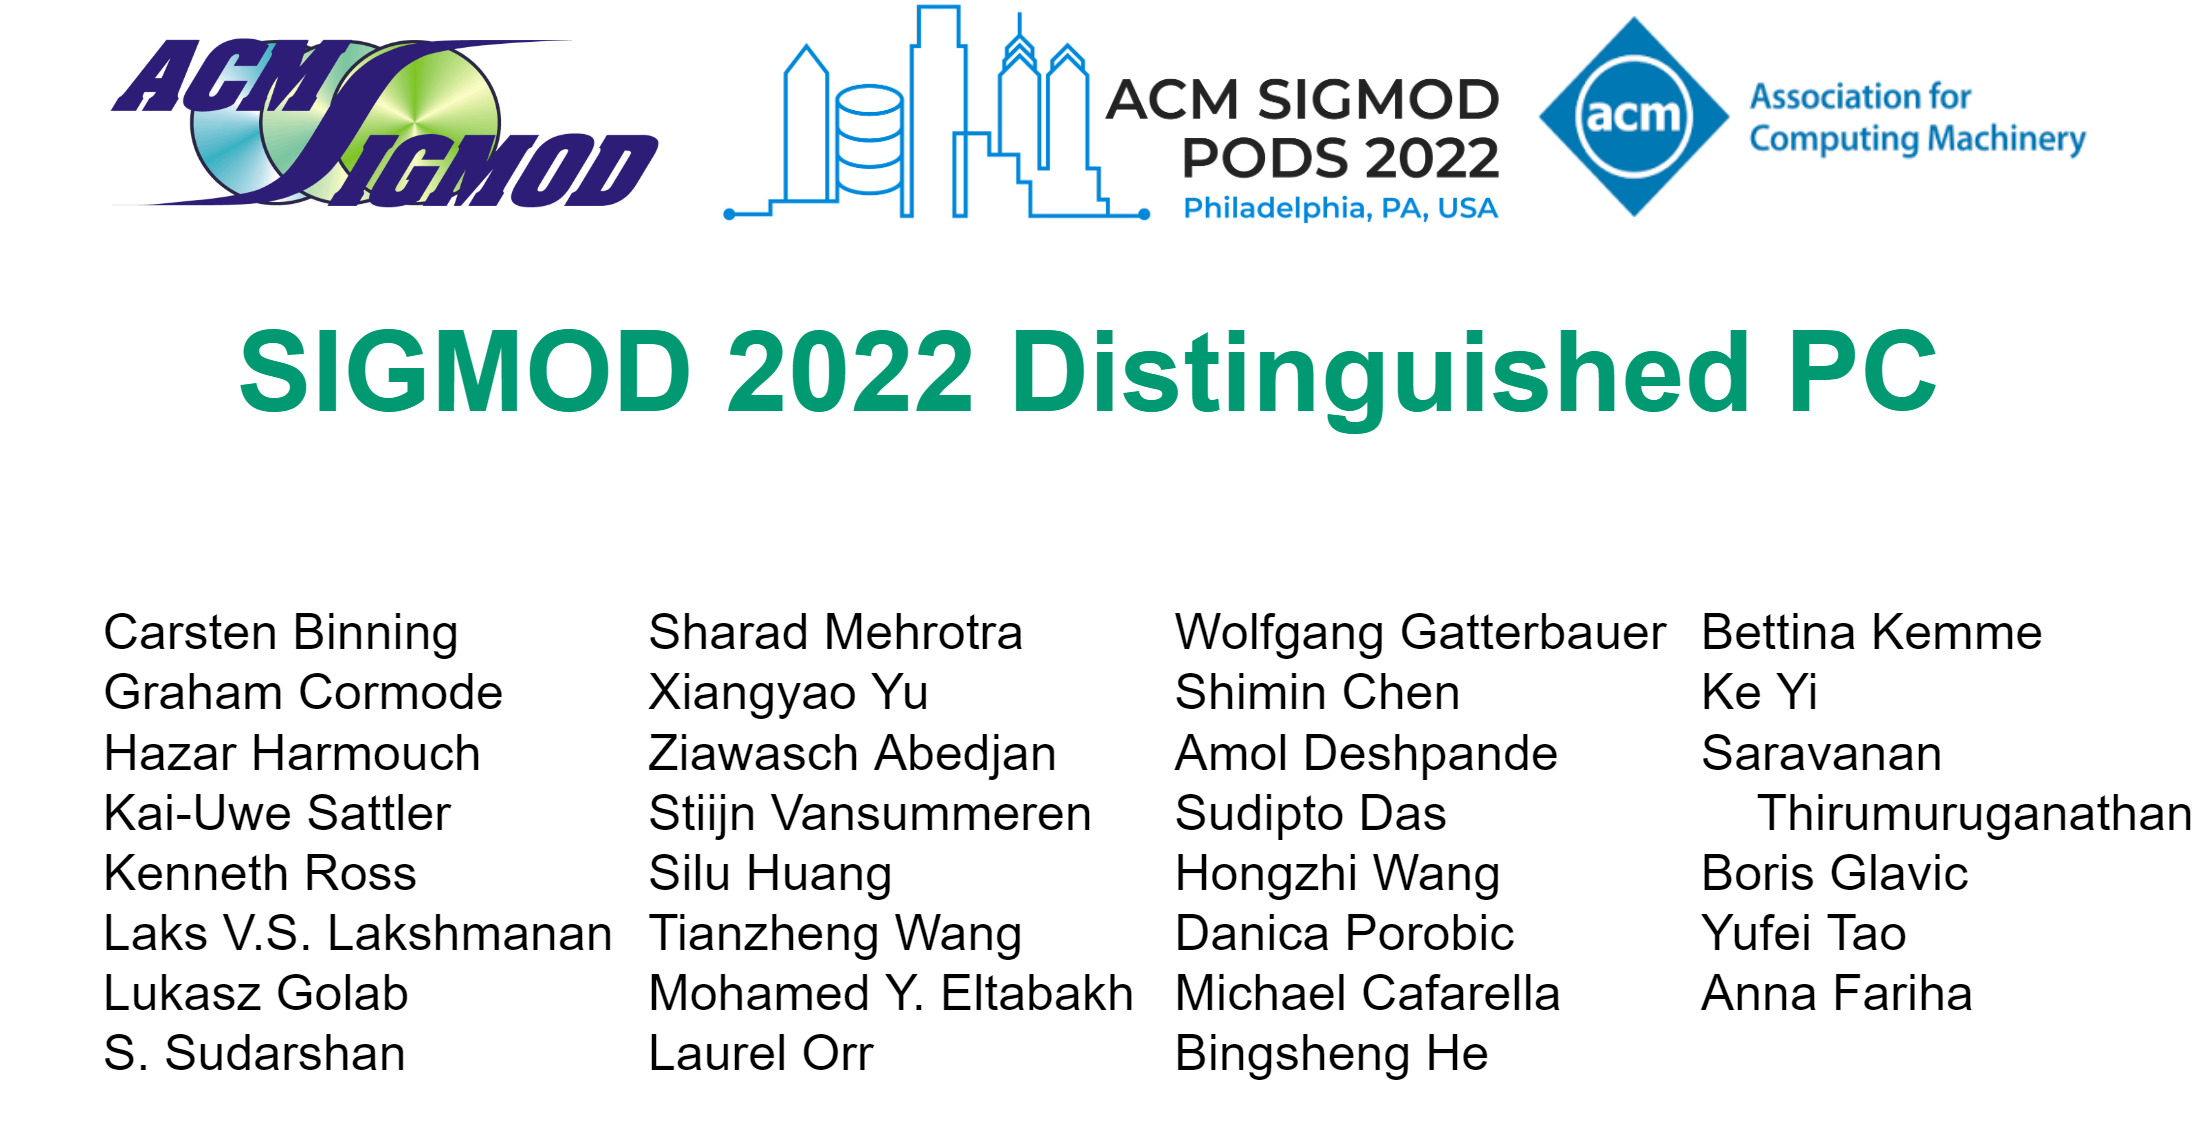 ACM
SIGMOD
ACM SIGMOD
PODS 2022
Philadelphia, PA, USA
acm
Association for
Computing Machinery
SIGMOD 2022 Distinguished PC
Carsten Binning
Graham Cormode
Hazar Harmouch
Kai-Uwe Sattler
Kenneth Ross
Laks V.S. Lakshmanan
Lukasz Golab
S. Sudarshan
Sharad Mehrotra
Xiangyao Yu
Ziawasch Abedjan
Stiijn Vansummeren
Silu Huang
Tianzheng Wang
Mohamed Y. Eltabakh
Laurel Orr
Wolfgang Gatterbauer
Shimin Chen
Amol Deshpande
Sudipto Das
Hongzhi Wang
Danica Porobic
Michael Cafarella
Bingsheng He
Bettina Kemme
Ke Yi
Saravanan
Thirumuruganathan
Boris Glavic
Yufei Tao
Anna Fariha